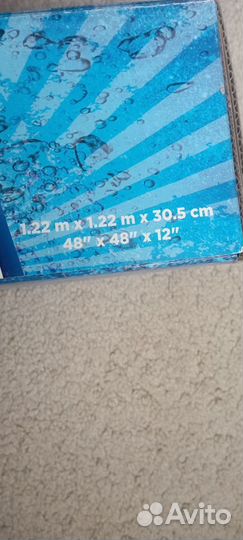 1.22 m x 1.22 m x 30.5 cm
48" x 48" x 12"
Avito